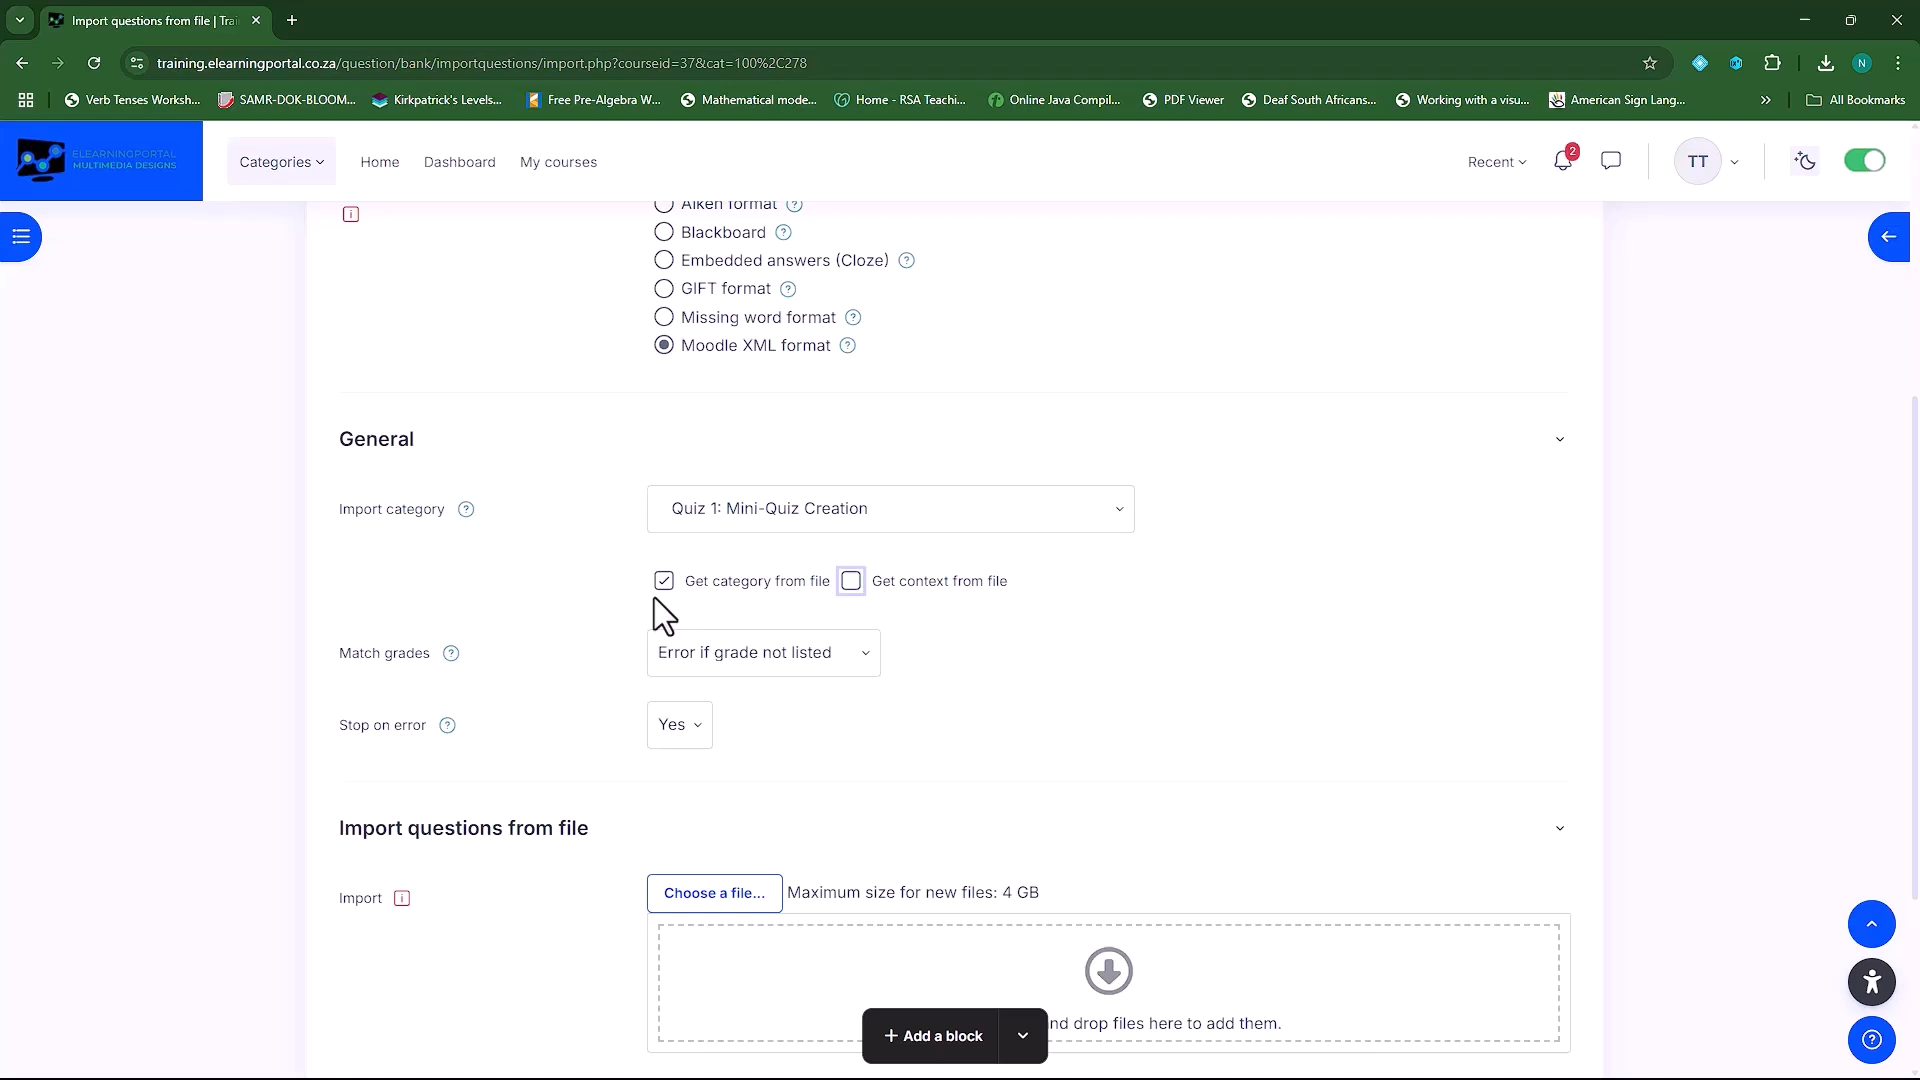 Import questions from file | Trai
training.elearningportal.co.za/question/bank/importquestions/import.php?courseid=37&cat=100%2C278
N
Verb Tenses Worksh...
SAMR-DOK-BLOOM...
Kirkpatrick's Levels...
Free Pre-Algebra W...
Mathematical mode...
Home - RSA Teachi...
Online Java Compil...
PDF Viewer
Deaf South Africans...
Working with a visu...
American Sign Lang...
All Bookmarks
ELEARNINGPORTAL
MULTIMEDIA DESIGNS
Categories
Home
Dashboard
My courses
Recent
2
TT
Aiken format
Blackboard
Embedded answers (Cloze)
GIFT format
Missing word format
Moodle XML format
General
Import category
Quiz 1: Mini-Quiz Creation
Get category from file
Get context from file
Match grades
Error if grade not listed
Stop on error
Yes
Import questions from file
Import
Choose a file...
Maximum size for new files: 4 GB
nd drop files here to add them.
+ Add a block